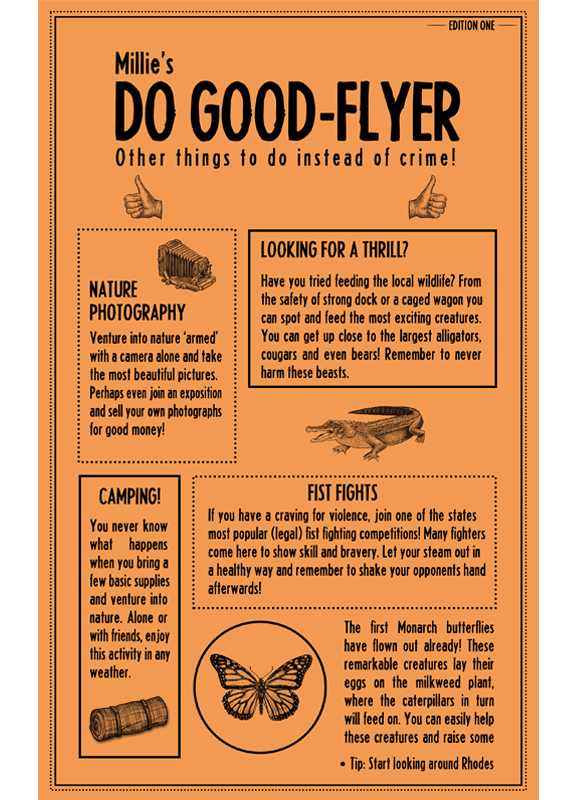 EDITION ONE
Millie's
DO GOOD-FLYER
Other things to do instead of crime!
NATURE
PHOTOGRAPHY
Venture into nature 'armed'
with a camera alone and take
the most beautiful pictures.
Perhaps even join an exposition
and sell your own photographs
for good money!
LOOKING FOR A THRILL?
Have you tried feeding the local wildlife? From
the safety of strong dock or a caged wagon you
can spot and feed the most exciting creatures.
You can get up close to the largest alligators,
cougars and even bears! Remember to never
harm these beasts.
CAMPING!
You never know
what happens
when you bring a
few basic supplies
and venture into
nature. Alone or
with friends, enjoy
this activity in any
weather.
FIST FIGHTS
If you have a craving for violence, join one of the states
most popular (legal) fist fighting competitions! Many fighters
come here to show skill and bravery. Let your steam out in
a healthy way and remember to shake your opponents hand
afterwards!
The first Monarch butterflies
have flown out already! These
remarkable creatures lay their
eggs on the milkweed plant,
where the caterpillars in turn
will feed on. You can easily help
these creatures and raise some
• Tip: Start looking around Rhodes